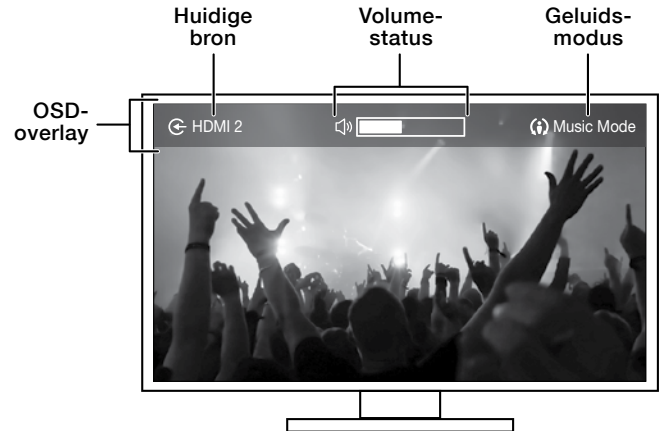 Huidige
bron
Volume-
status
Geluids-
modus
OSD-
overlay
HDMI 2
Music Mode